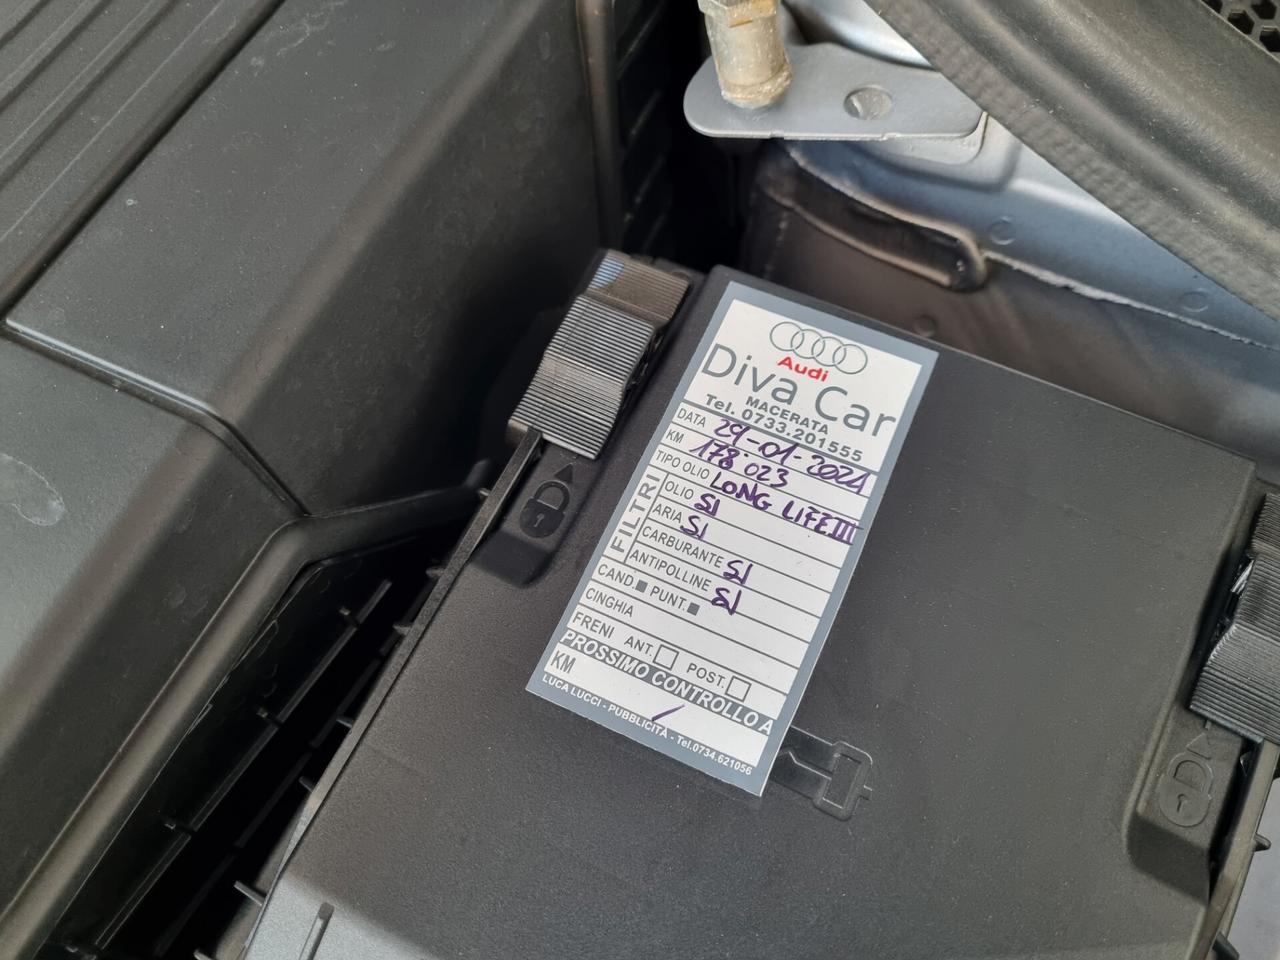 Audi
Diva Car
MACERATA
Tel. 0733.201555
DATA 29-01-2021
KM 178.023
TIPO OLIO LONG LIFE III
FILTRI
OLIO SI
ARIA SI
CARBURANTE SI
ANTIPOLLINE SI
CAND. PUNT.
CINGHIA
FRENI ANT. POST.
PROSSIMO CONTROLLO A
KM /
LUCA LUCCI - PUBBLICITÀ - Tel.0734.621056